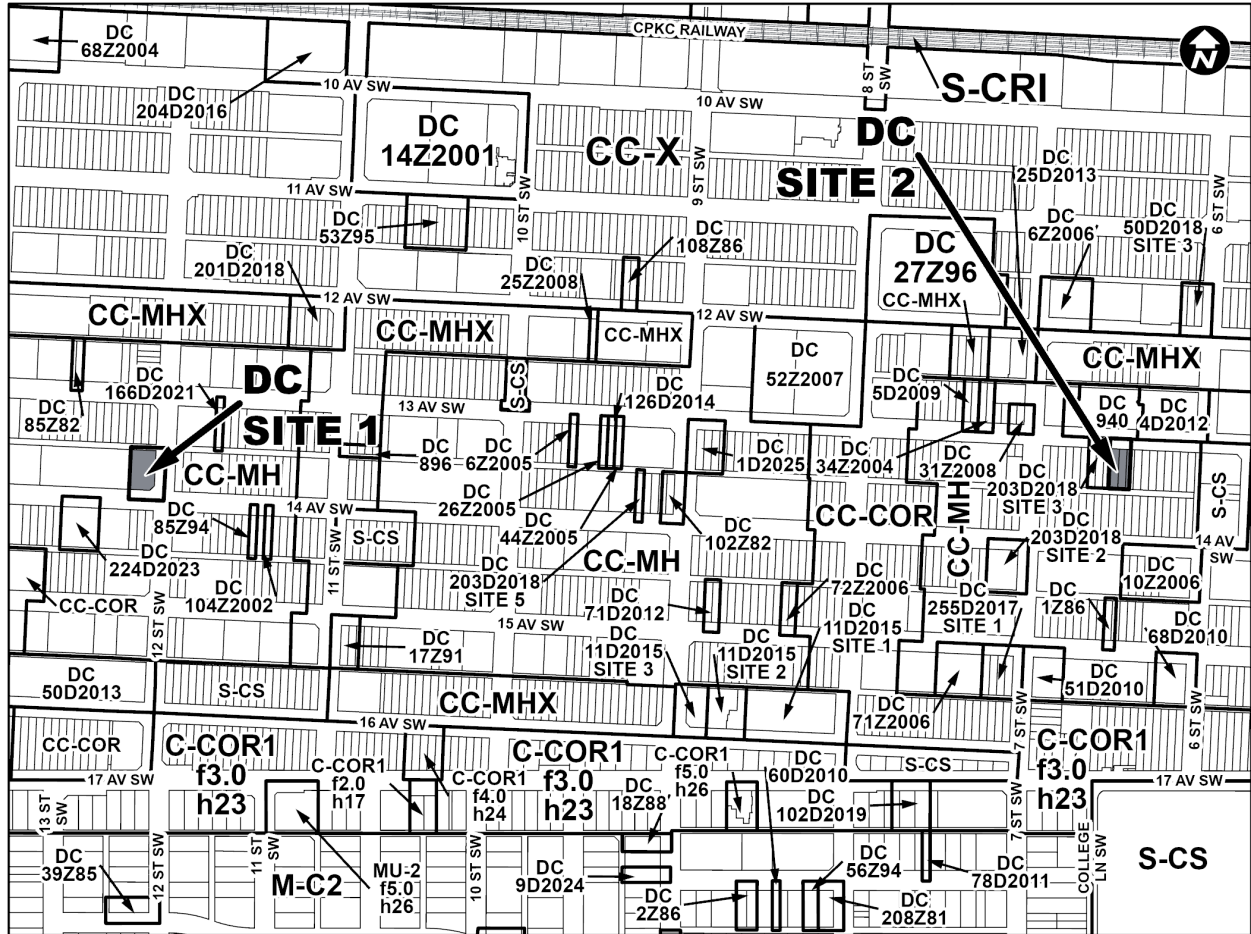 DC
68Z2004
CPKC RAILWAY
N
DC
204D2016
10 AV SW
10 AV SW
8 ST
SW
S-CRI
DC
14Z2001
CC-X
DC
SITE 2
DC
25D2013
11 AV SW
9 ST SW
10 ST SW
6 ST SW
DC
53Z95
DC
6Z2006
DC
50D2018
SITE 3
DC
108Z86
DC
201D2018
DC
25Z2008
DC
27Z96
CC-MHX
12 AV SW
12 AV SW
CC-MHX
CC-MHX
CC-MHX
CC-MHX
S-CS
DC
52Z2007
DC
166D2021
DC
SITE 1
DC
85Z82
13 AV SW
DC
126D2014
DC
5D2009
DC
940
DC
4D2012
DC
896
DC
6Z2005
DC
1D2025
DC
34Z2004
DC
31Z2008
DC
203D2018
SITE 3
S-CS
CC-MH
DC
26Z2005
DC
44Z2005
DC
102Z82
CC-COR
CC-MH
DC
203D2018
SITE 2
14 AV
SW
DC
85Z94
14 AV SW
S-CS
DC
224D2023
DC
104Z2002
11 ST SW
DC
203D2018
SITE 5
CC-MH
DC
72Z2006
DC
10Z2006
CC-COR
12 ST SW
DC
71D2012
DC
11D2015
SITE 1
DC
255D2017
SITE 1
DC
1Z86
DC
68D2010
15 AV SW
DC
17Z91
DC
11D2015
SITE 3
DC
11D2015
SITE 2
DC
50D2013
S-CS
CC-MHX
DC
71Z2006
DC
51D2010
7 ST SW
6 ST SW
16 AV SW
CC-COR
C-COR1
f3.0
h23
C-COR1
f2.0
h17
C-COR1
f4.0
h24
C-COR1
f3.0
h23
C-COR1
f5.0
h26
DC
60D2010
S-CS
C-COR1
f3.0
h23
17 AV SW
17 AV SW
DC
18Z88
DC
102D2019
7 ST SW
13 ST
SW
12 ST SW
11 ST
SW
10 ST SW
COLLEGE
LN SW
DC
39Z85
M-C2
MU-2
f5.0
h26
DC
9D2024
DC
2Z86
DC
56Z94
DC
208Z81
DC
78D2011
S-CS